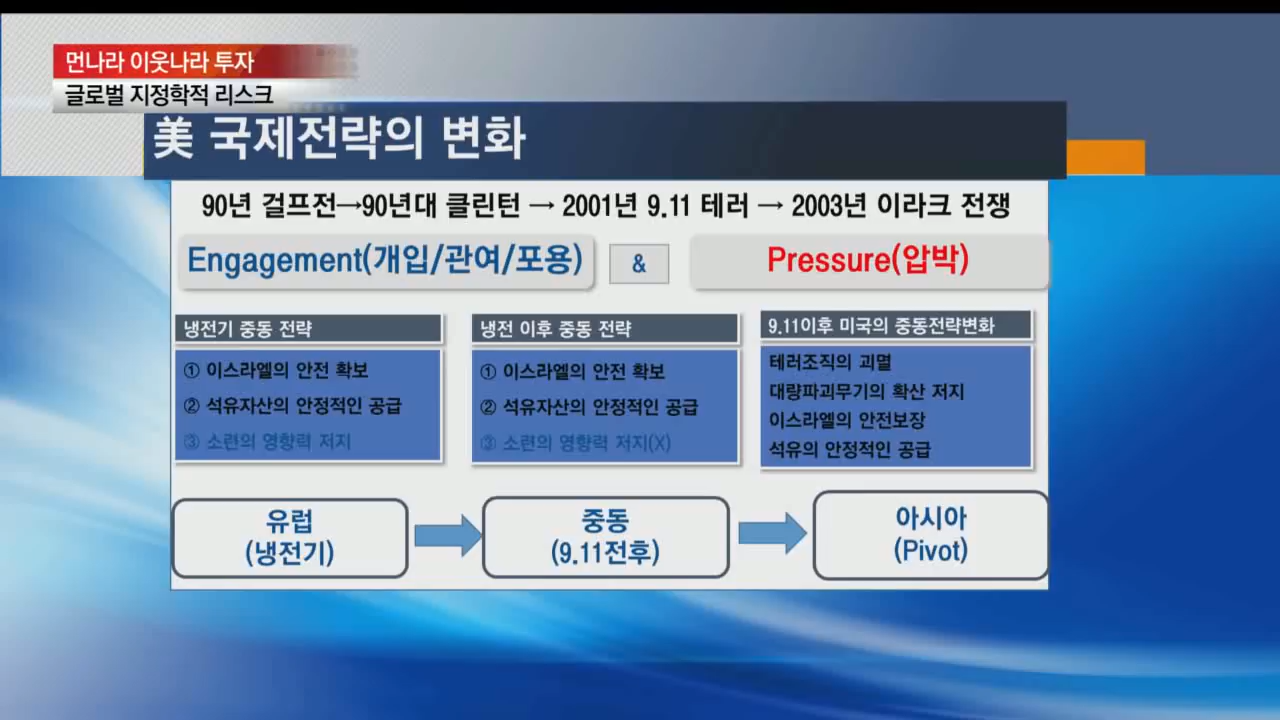 먼나라 이웃나라 투자
글로벌 지정학적 리스크
美 국제전략의 변화
90년 걸프전→90년대 클린턴 → 2001년 9.11 테러 → 2003년 이라크 전쟁
Engagement(개입/관여/포용)
&
Pressure(압박)
냉전기 중동 전략
① 이스라엘의 안전 확보
② 석유자산의 안정적인 공급
③ 소련의 영향력 저지
냉전 이후 중동 전략
① 이스라엘의 안전 확보
② 석유자산의 안정적인 공급
③ 소련의 영향력 저지(X)
9.11이후 미국의 중동전략변화
테러조직의 괴멸
대량파괴무기의 확산 저지
이스라엘의 안전보장
석유의 안정적인 공급
유럽
(냉전기)
중동
(9.11전후)
아시아
(Pivot)